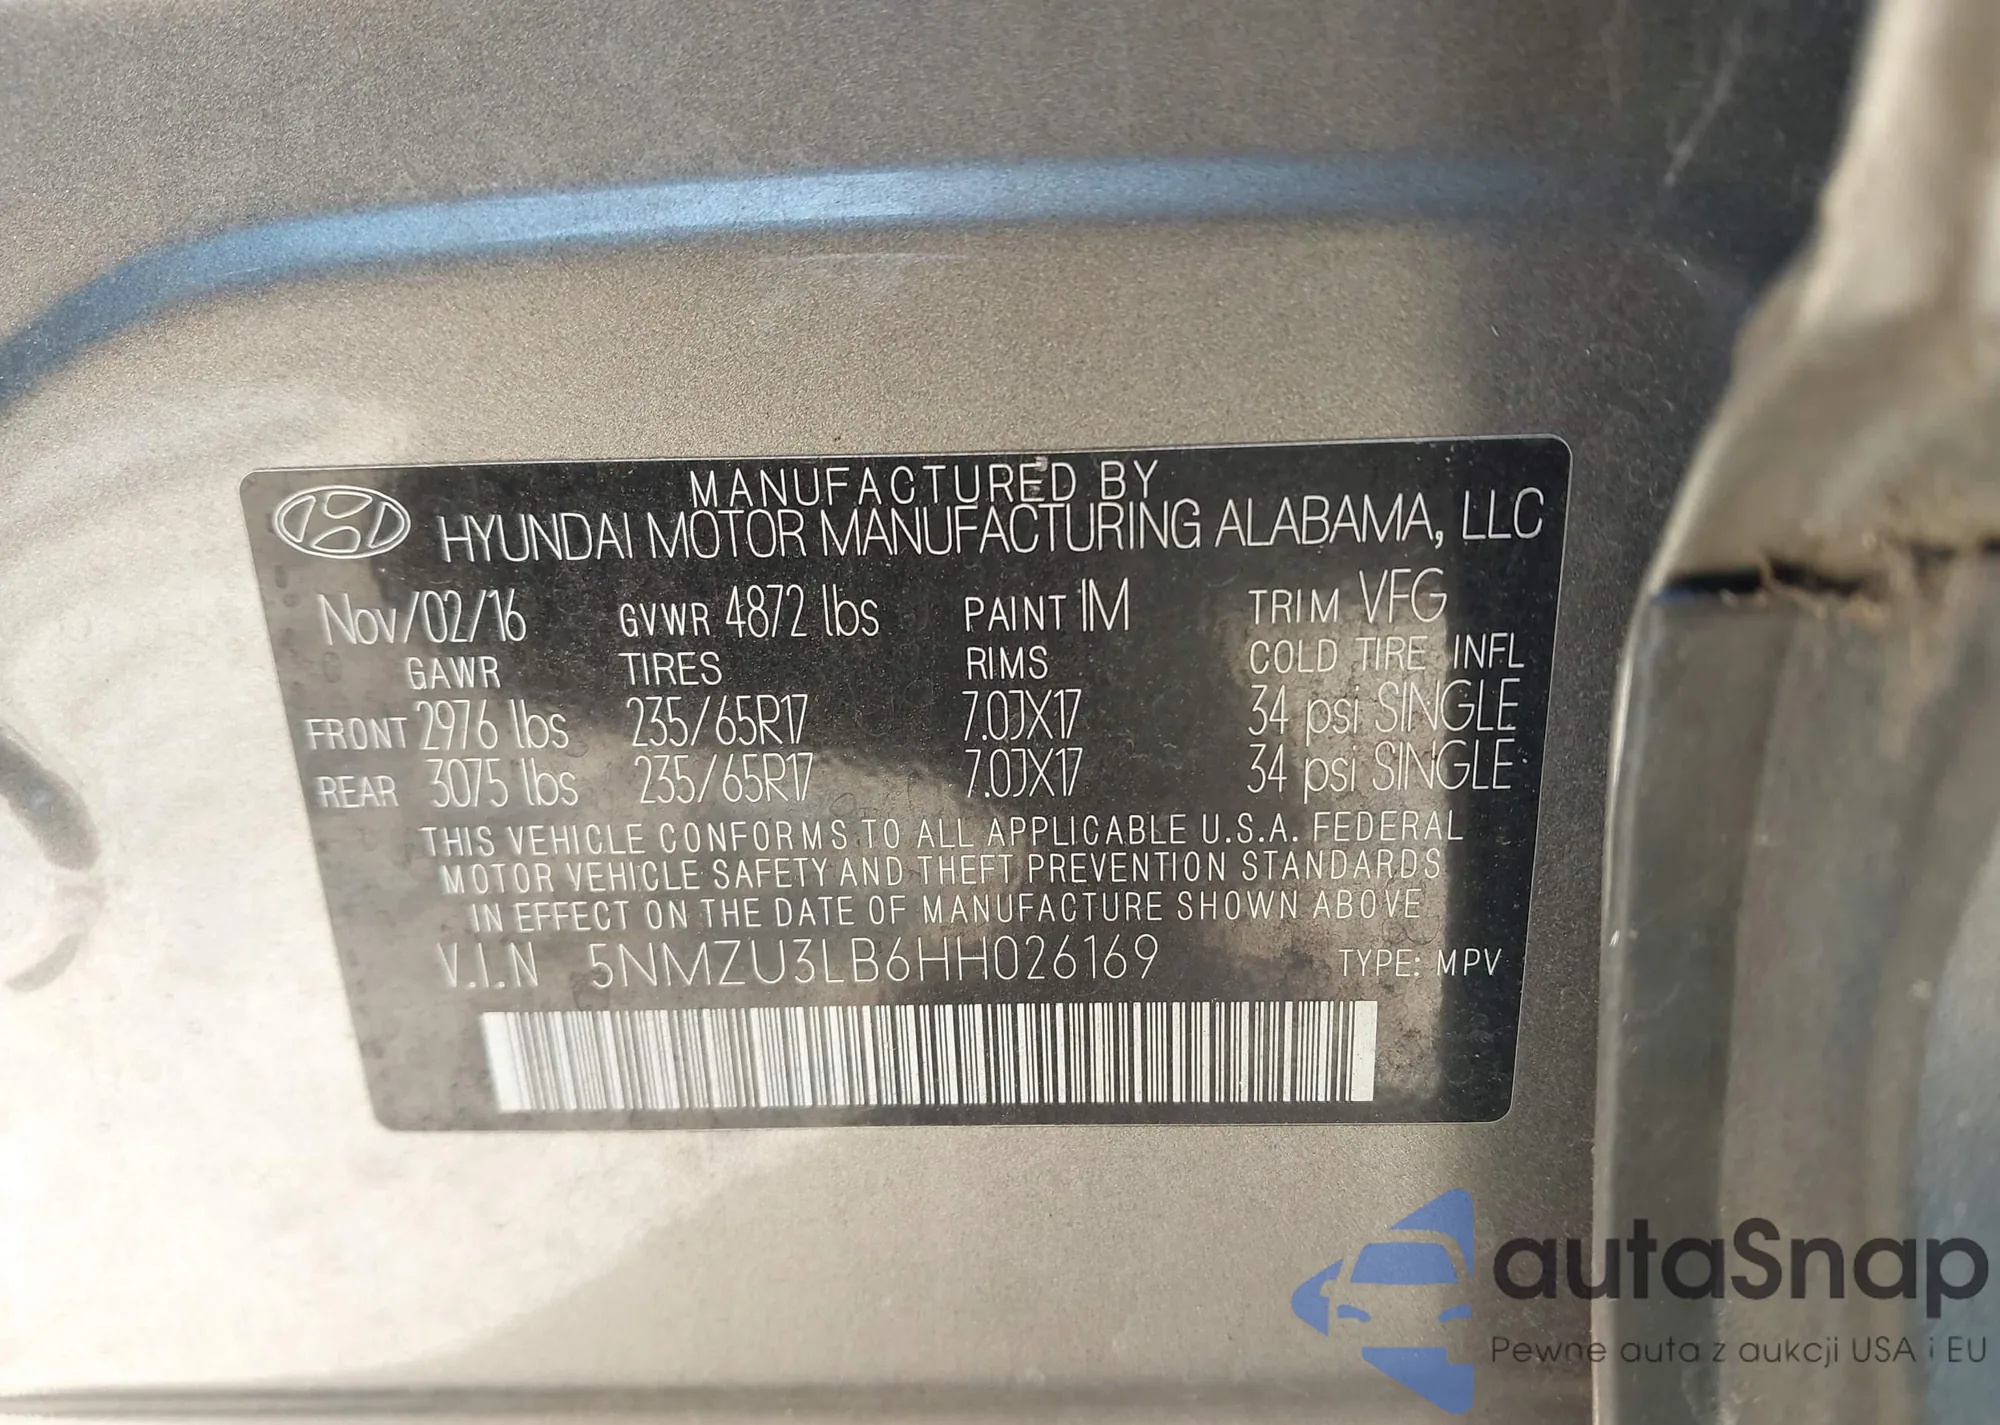 MANUFACTURED BY
HYUNDAI MOTOR MANUFACTURING ALABAMA, LLC
Nov/02/16 GVWR 4872 lbs PAINT 1M TRIM VFG
GAWR TIRES RIMS COLD TIRE INFL
FRONT 2976 lbs 235/65R17 7.0JX17 34 psi SINGLE
REAR 3075 lbs 235/65R17 7.0JX17 34 psi SINGLE
THIS VEHICLE CONFORMS TO ALL APPLICABLE U.S.A. FEDERAL
MOTOR VEHICLE SAFETY AND THEFT PREVENTION STANDARDS
IN EFFECT ON THE DATE OF MANUFACTURE SHOWN ABOVE
V.I.N 5NMZU3LB6HH026169 TYPE: MPV
autaSnap
Pewne auta z aukcji USA i EU